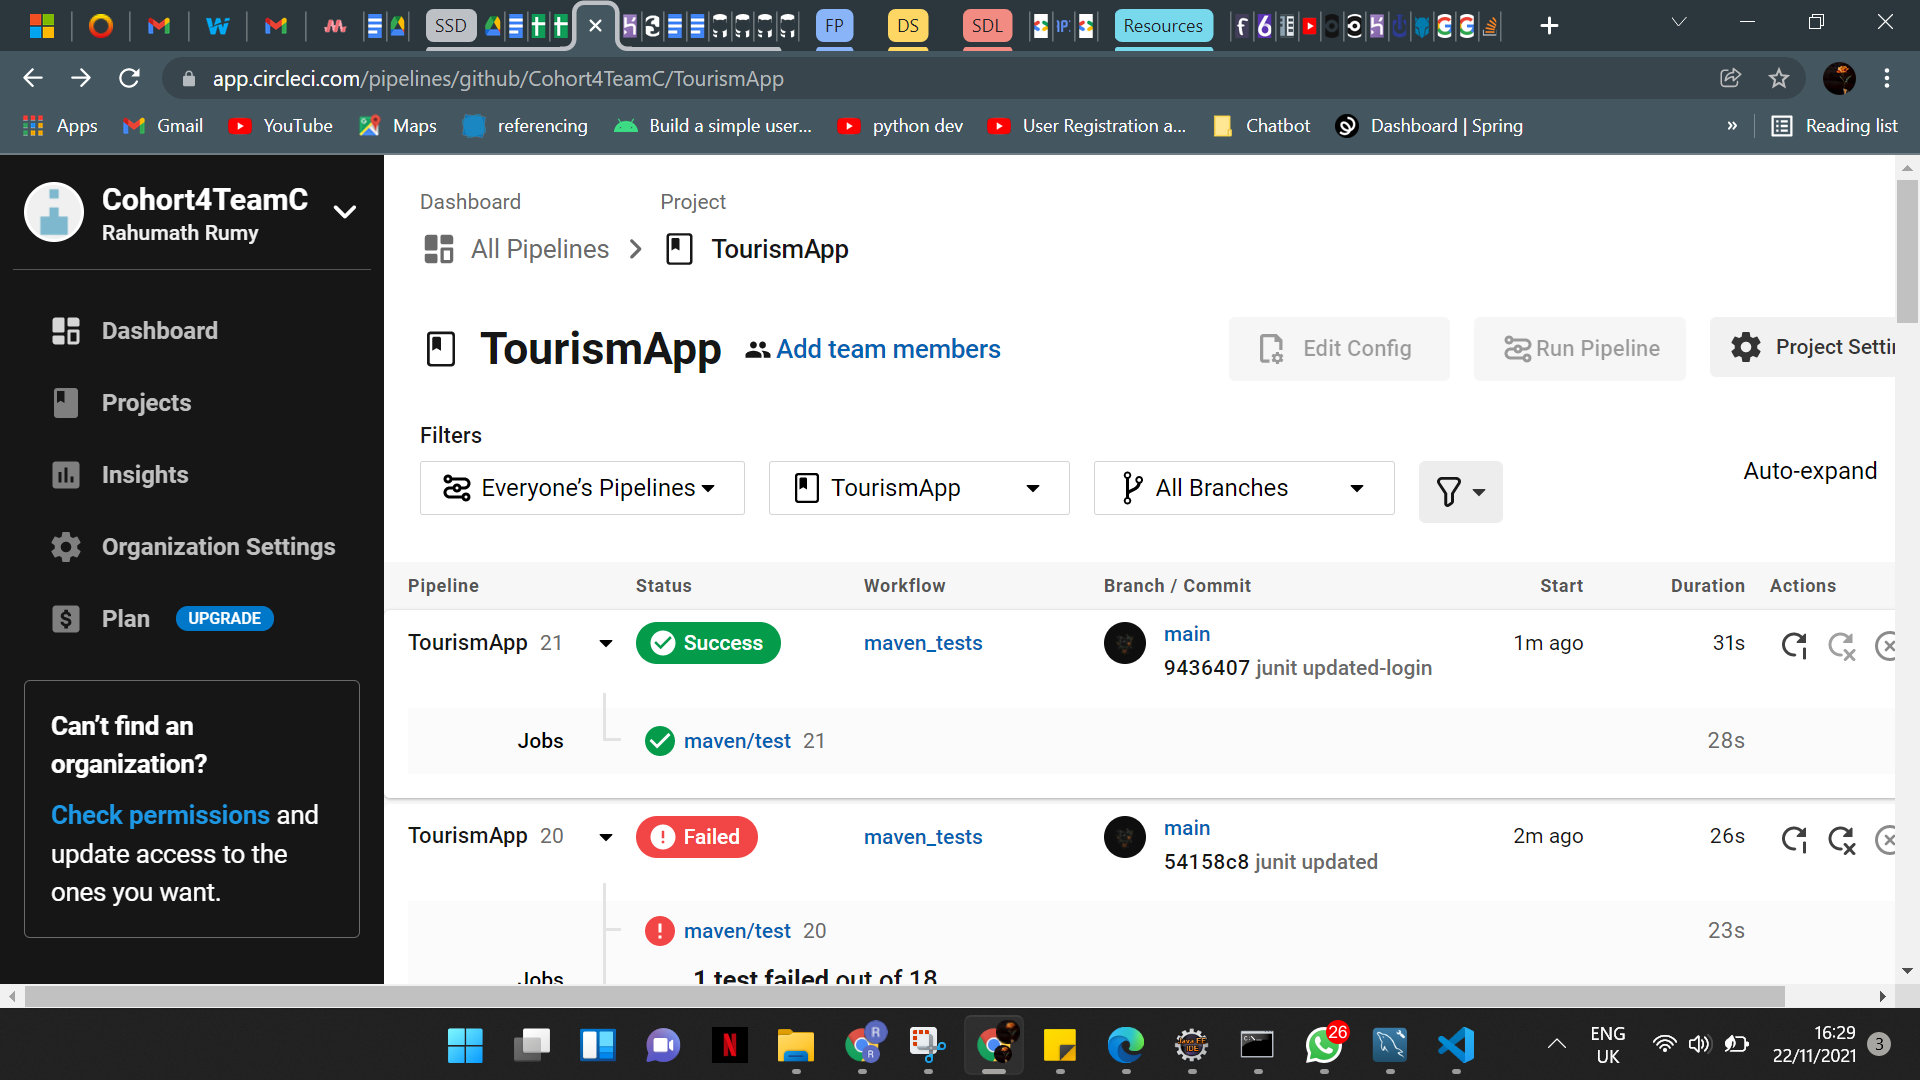 SSD
FP
DS
SDL
Resources
app.circleci.com/pipelines/github/Cohort4TeamC/TourismApp
Apps
Gmail
YouTube
Maps
referencing
Build a simple user...
python dev
User Registration a...
Chatbot
Dashboard | Spring
»
Reading list
Cohort4TeamC
Rahumath Rumy
Dashboard
Projects
Insights
Organization Settings
Plan UPGRADE
Can’t find an
organization?
Check permissions and
update access to the
ones you want.
Dashboard Project
All Pipelines TourismApp
TourismApp Add team members
Edit Config
Run Pipeline
Project Settin
Filters
Everyone’s Pipelines
TourismApp
All Branches
Auto-expand
Pipeline Status Workflow Branch / Commit Start Duration Actions
TourismApp 21 Success maven_tests main 1m ago 31s
9436407 junit updated-login
Jobs maven/test 21 28s
TourismApp 20 Failed maven_tests main 2m ago 26s
54158c8 junit updated
maven/test 20 23s
Jobs 1 test failed out of 18
26
ENG
UK
16:29
22/11/2021
3